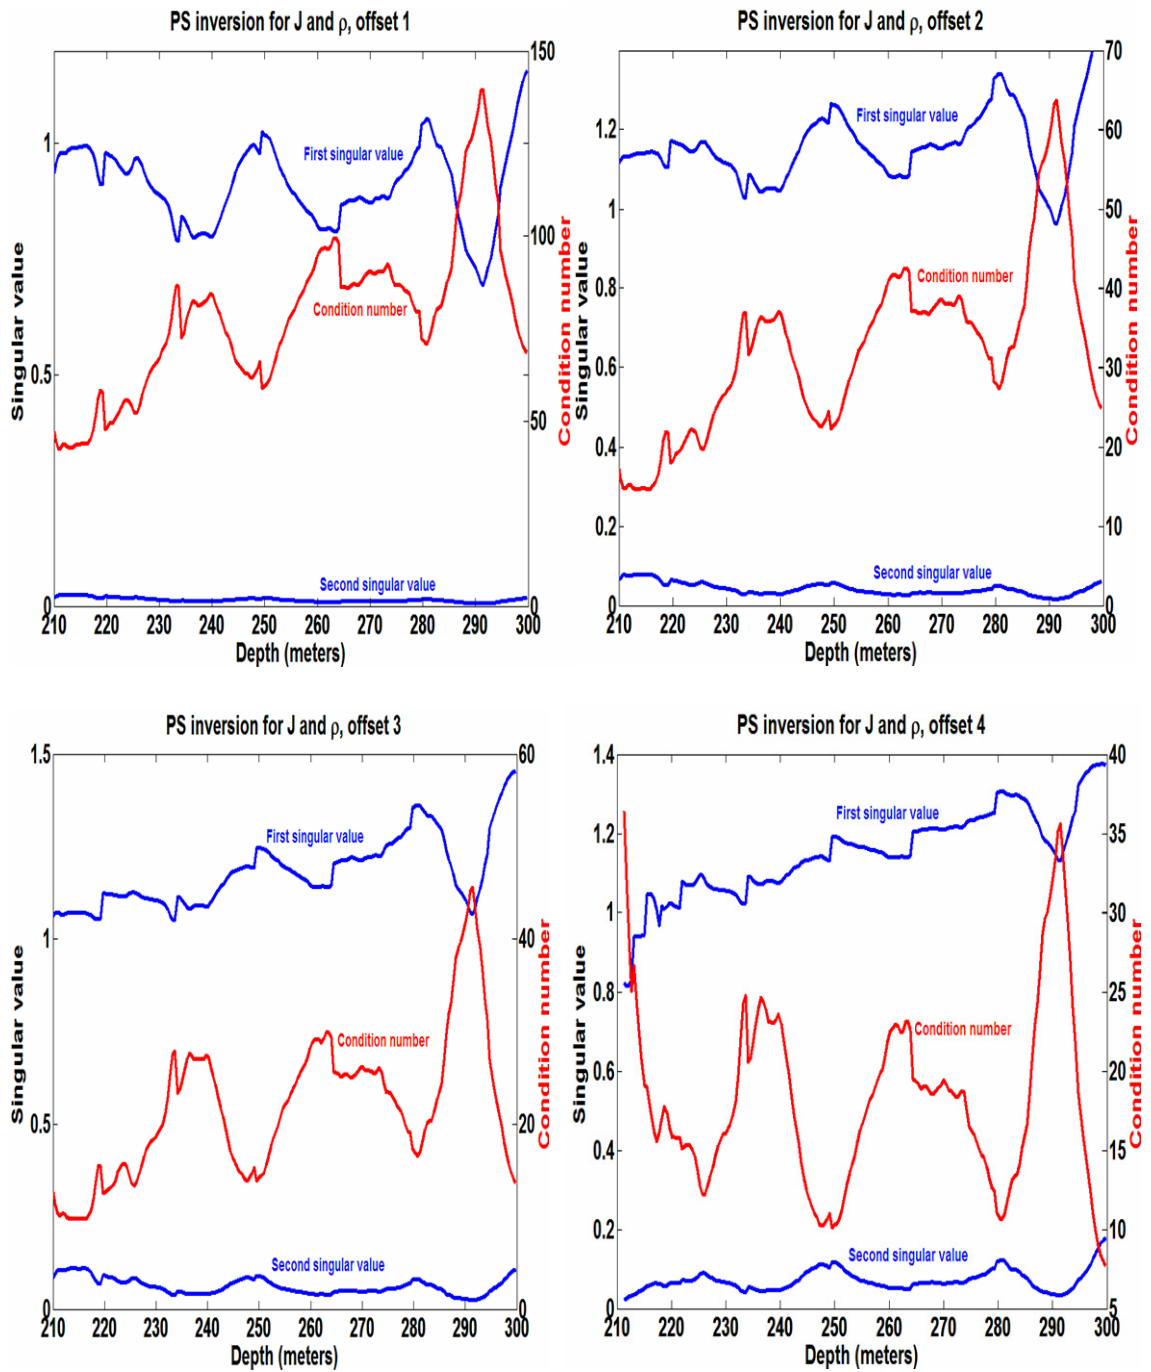 PS inversion for J and ρ, offset 1
150
100
50
0
1
0.5
0
Singular value
Condition number
First singular value
Condition number
Second singular value
210 220 230 240 250 260 270 280 290 300
Depth (meters)
PS inversion for J and ρ, offset 2
70
60
50
40
30
20
10
0
1.2
1
0.8
0.6
0.4
0.2
0
Singular value
Condition number
First singular value
Condition number
Second singular value
210 220 230 240 250 260 270 280 290 300
Depth (meters)
PS inversion for J and ρ, offset 3
1.5
1
0.5
0
60
40
20
0
Singular value
Condition number
First singular value
Condition number
Second singular value
210 220 230 240 250 260 270 280 290 300
Depth (meters)
PS inversion for J and ρ, offset 4
1.4
1.2
1
0.8
0.6
0.4
0.2
0
40
35
30
25
20
15
10
5
Singular value
Condition number
First singular value
Condition number
Second singular value
210 220 230 240 250 260 270 280 290 300
Depth (meters)